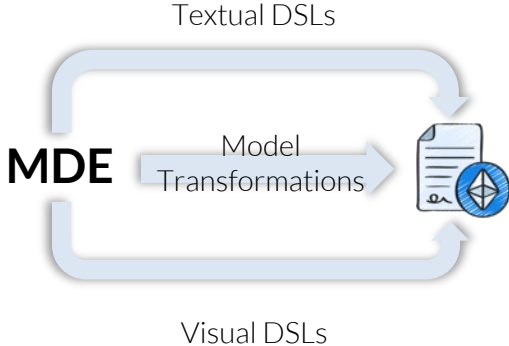 Textual DSLs
MDE
Model
Transformations
Visual DSLs